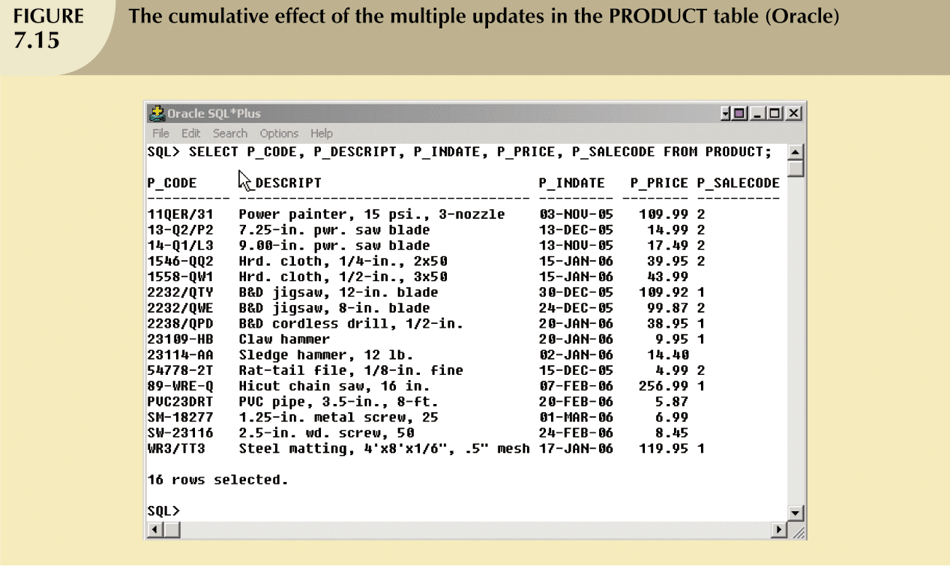 FIGURE 7.15
The cumulative effect of the multiple updates in the PRODUCT table (Oracle)
Oracle SQL*Plus
File Edit Search Options Help
SQL> SELECT P_CODE, P_DESCRIPT, P_INDATE, P_PRICE, P_SALECODE FROM PRODUCT;
P_CODE _DESCRIPT P_INDATE P_PRICE P_SALECODE
---------- ----------------------------------- --------- ---------- ----------
11QER/31 Power painter, 15 psi., 3-nozzle 03-NOV-05 109.99 2
13-Q2/P2 7.25-in. pwr. saw blade 13-DEC-05 14.99 2
14-Q1/L3 9.00-in. pwr. saw blade 13-NOV-05 17.49 2
1546-QQ2 Hrd. cloth, 1/4-in., 2x50 15-JAN-06 39.95 2
1558-QW1 Hrd. cloth, 1/2-in., 3x50 15-JAN-06 43.99
2232/QTY B&D jigsaw, 12-in. blade 30-DEC-05 109.92 1
2232/QWE B&D jigsaw, 8-in. blade 24-DEC-05 99.87 2
2238/QPD B&D cordless drill, 1/2-in. 20-JAN-06 38.95 1
23109-HB Claw hammer 20-JAN-06 9.95 1
23114-AA Sledge hammer, 12 lb. 02-JAN-06 14.40
54778-2T Rat-tail file, 1/8-in. fine 15-DEC-05 4.99 2
89-WRE-Q Hicut chain saw, 16 in. 07-FEB-06 256.99 1
PVC23DRT PVC pipe, 3.5-in., 8-ft. 20-FEB-06 5.87
SM-18277 1.25-in. metal screw, 25 01-MAR-06 6.99
SW-23116 2.5-in. wd. screw, 50 24-FEB-06 8.45
WR3/TT3 Steel matting, 4'x8'x1/6", .5" mesh 17-JAN-06 119.95 1
16 rows selected.
SQL>